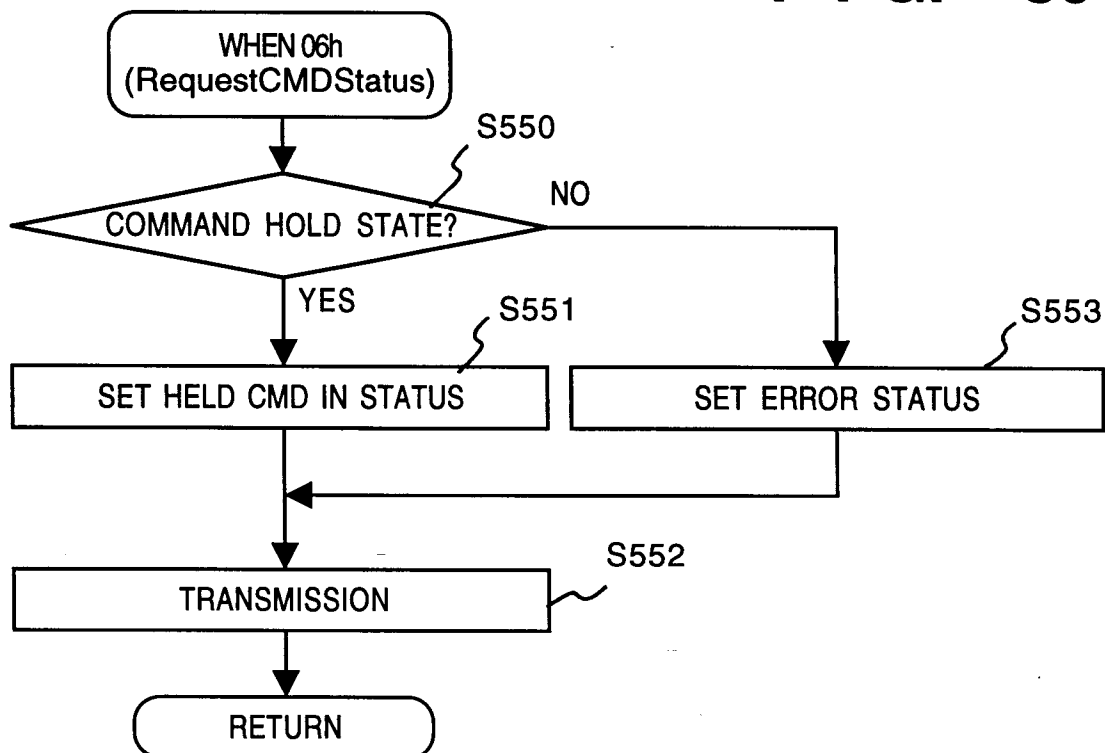 WHEN 06h
(RequestCMDStatus)
S550
COMMAND HOLD STATE?
NO
YES
S551
S553
SET HELD CMD IN STATUS
SET ERROR STATUS
S552
TRANSMISSION
RETURN